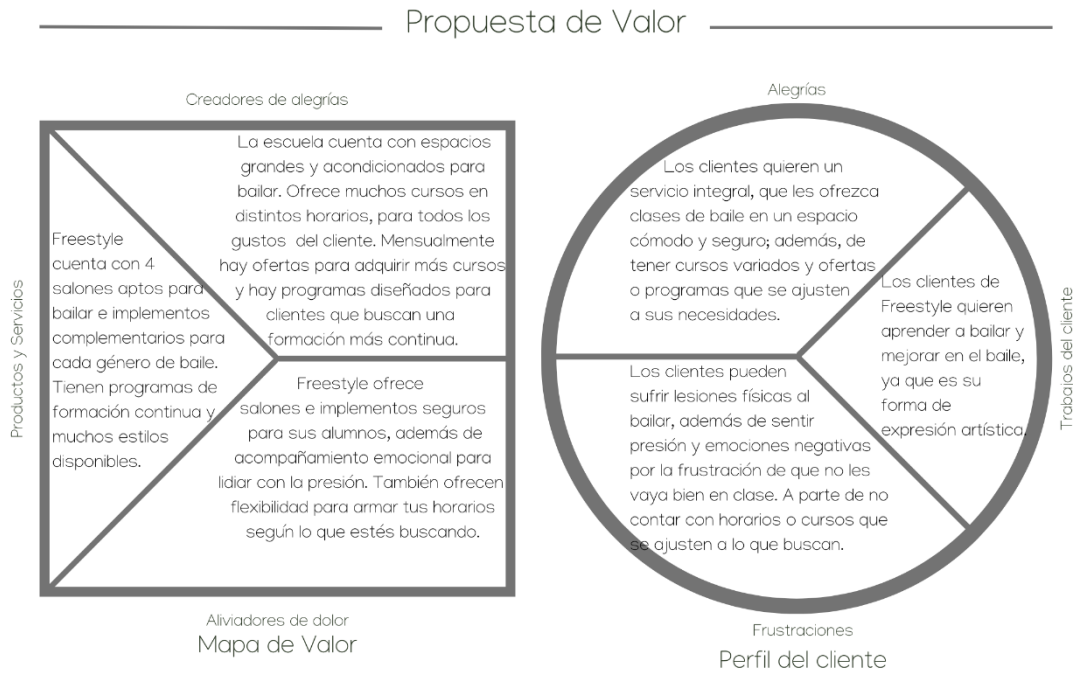 Propuesta de Valor
Creadores de alegrías
La escuela cuenta con espacios
grandes y acondicionados para
bailar. Ofrece muchos cursos en
distintos horarios, para todos los
gustos del cliente. Mensualmente
hay ofertas para adquirir más cursos
y hay programas diseñados para
clientes que buscan una
formación más continua.
Productos y Servicios
Freestyle
cuenta con 4
salones aptos para
bailar e implementos
complementarios para
cada género de baile.
Tienen programas de
formación continua y
muchos estilos
disponibles.
Freestyle ofrece
salones e implementos seguros
para sus alumnos, además de
acompañamiento emocional para
lidiar con la presión. También ofrecen
flexibilidad para armar tus horarios
según lo que estés buscando.
Aliviadores de dolor
Mapa de Valor
Alegrías
Los clientes quieren un
servicio integral, que les ofrezca
clases de baile en un espacio
cómodo y seguro; además, de
tener cursos variados y ofertas
o programas que se ajusten
a sus necesidades.
Los clientes de
Freestyle quieren
aprender a bailar y
mejorar en el baile,
ya que es su
forma de
expresión artística.
Trabajos del cliente
Los clientes pueden
sufrir lesiones físicas al
bailar, además de sentir
presión y emociones negativas
por la frustración de que no les
vaya bien en clase. A parte de no
contar con horarios o cursos que
se ajusten a lo que buscan.
Frustraciones
Perfil del cliente